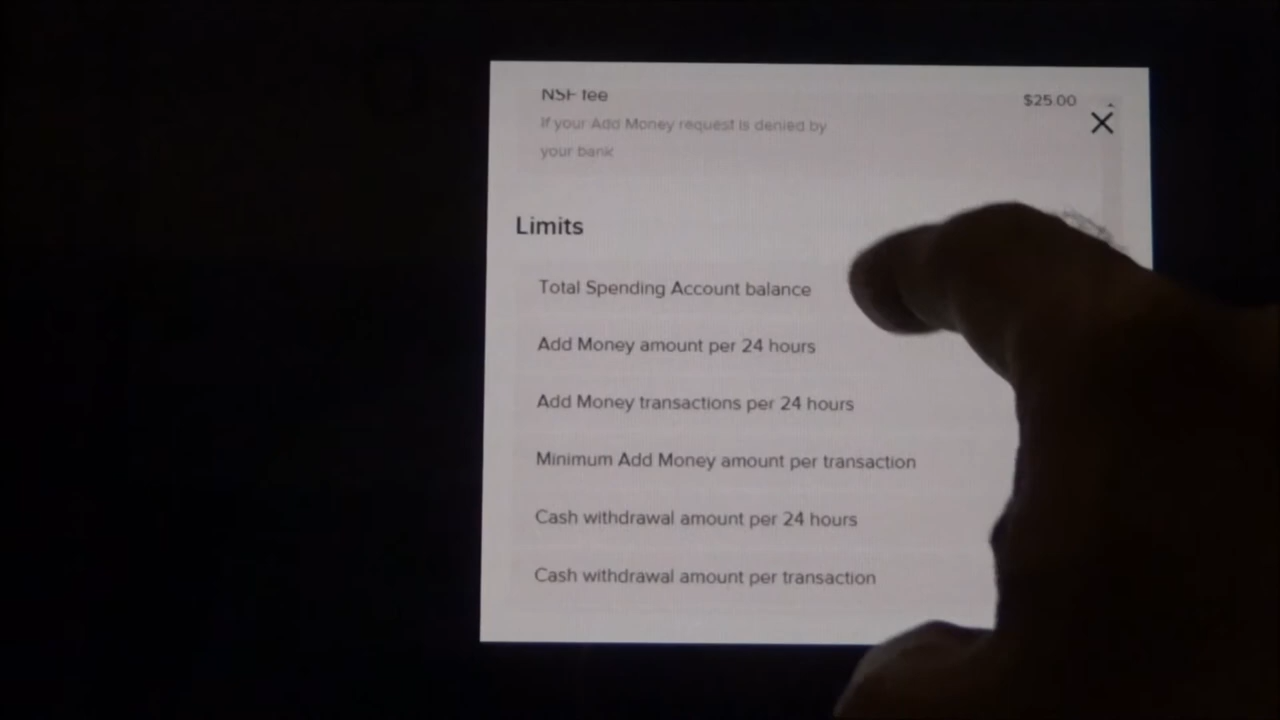 NSF fee
$25.00
If your Add Money request is denied by
your bank
Limits
Total Spending Account balance
Add Money amount per 24 hours
Add Money transactions per 24 hours
Minimum Add Money amount per transaction
Cash withdrawal amount per 24 hours
Cash withdrawal amount per transaction